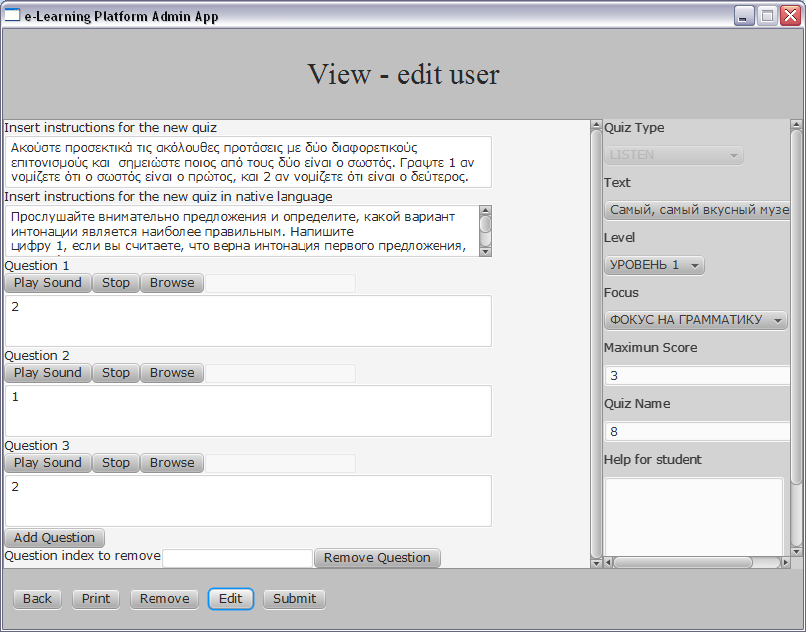 e-Learning Platform Admin App
View - edit user
Insert instructions for the new quiz
Ακούστε προσεκτικά τις ακόλουθες προτάσεις με δύο διαφορετικούς
επιτονισμούς και σημειώστε ποιος από τους δύο είναι ο σωστός. Γραψτε 1 αν
νομίζετε ότι ο σωστός είναι ο πρώτος, και 2 αν νομίζετε ότι είναι ο δεύτερος.
Insert instructions for the new quiz in native language
Прослушайте внимательно предложения и определите, какой вариант
интонации является наиболее правильным. Напишите
цифру 1, если вы считаете, что верна интонация первого предложения,
Question 1
Play Sound Stop Browse
2
Question 2
Play Sound Stop Browse
1
Question 3
Play Sound Stop Browse
2
Add Question
Question index to remove Remove Question
Quiz Type
LISTEN
Text
Самый, самый вкусный музе
Level
УРОВЕНЬ 1
Focus
ФОКУС НА ГРАММАТИКУ
Maximun Score
3
Quiz Name
8
Help for student
Back Print Remove Edit Submit